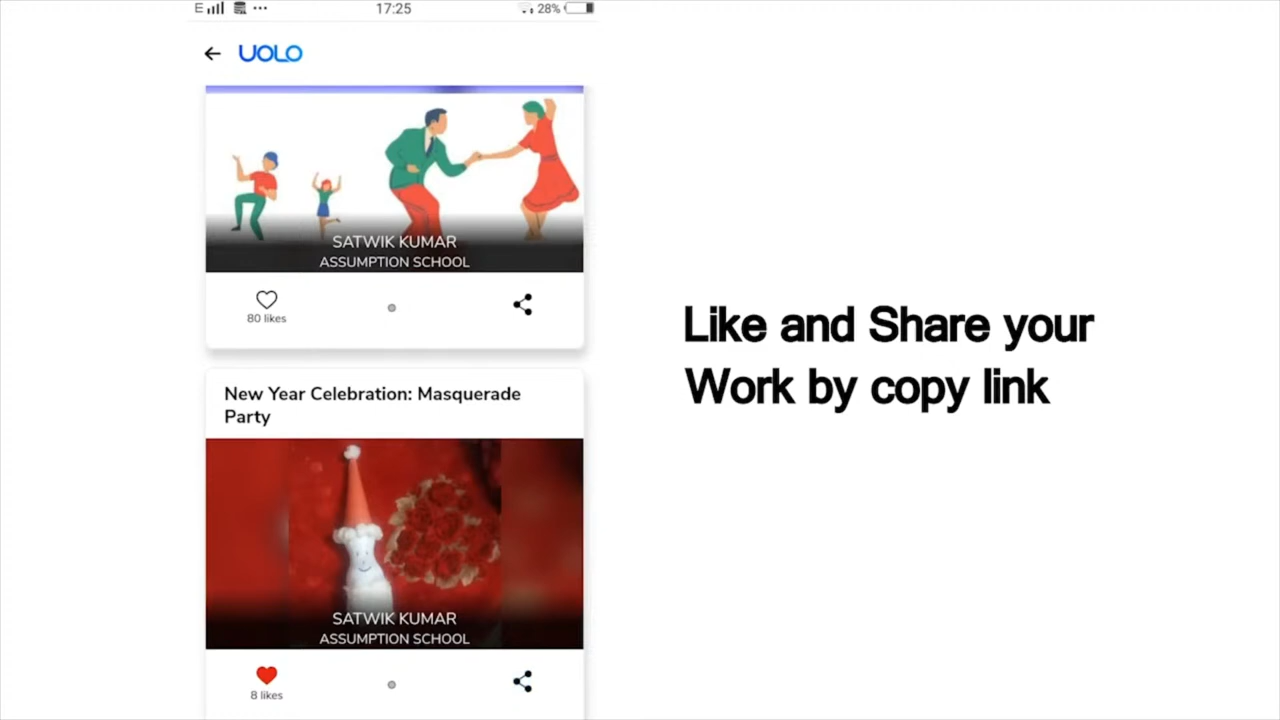 E 17:25 28%
UOLO
SATWIK KUMAR
ASSUMPTION SCHOOL
80 likes
New Year Celebration: Masquerade
Party
SATWIK KUMAR
ASSUMPTION SCHOOL
8 likes
Like and Share your
Work by copy link